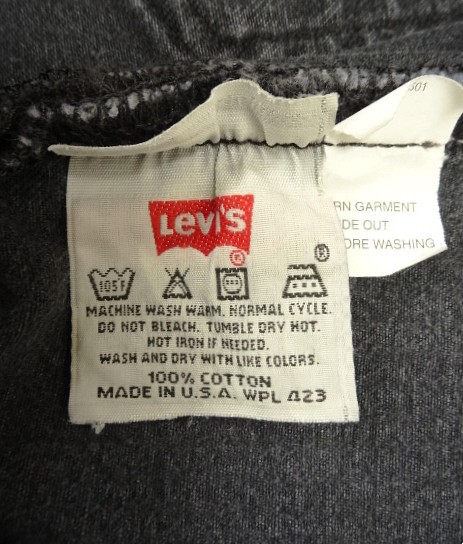 501
RN GARMENT
DE OUT
ORE WASHING
Levi's
®
®
105F
MACHINE WASH WARM. NORMAL CYCLE.
DO NOT BLEACH. TUMBLE DRY HOT.
HOT IRON IF NEEDED.
WASH AND DRY WITH LIKE COLORS.
100% COTTON
MADE IN U.S.A. WPL 423